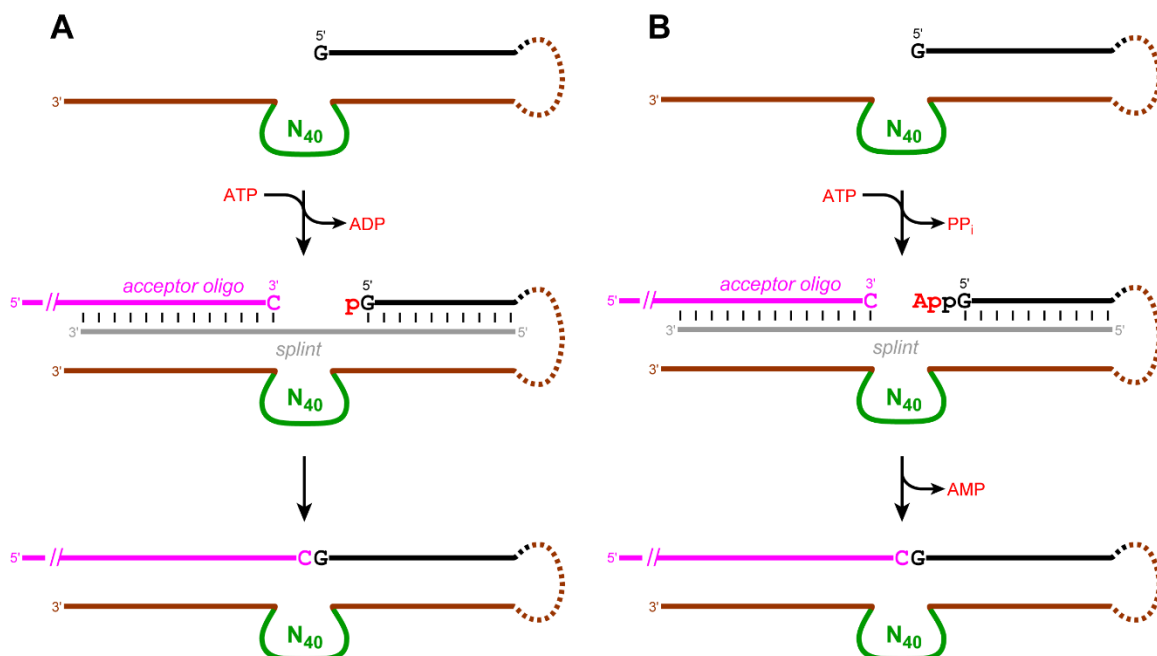 A
5'
G
3'
N40
ATP
ADP
acceptor oligo
3'
5'
C
5'
pG
3'
5'
splint
3'
N40
5'
CG
3'
N40
B
5'
G
3'
N40
ATP
PPi
acceptor oligo
3'
5'
C
5'
AppG
3'
5'
splint
3'
N40
AMP
5'
CG
3'
N40